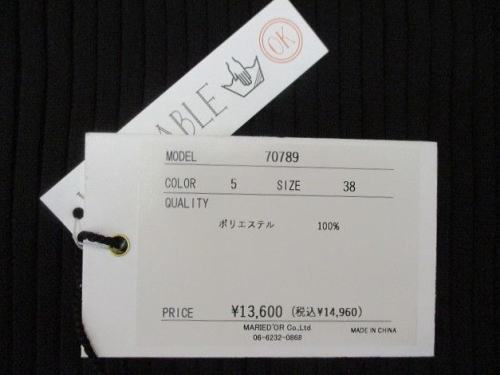 OK
ABLE
MODEL 70789
COLOR 5 SIZE 38
QUALITY
ポリエステル 100%
PRICE ¥13,600 (税込¥14,960)
MARIED'OR Co.,Ltd
06-6232-0868
MADE IN CHINA